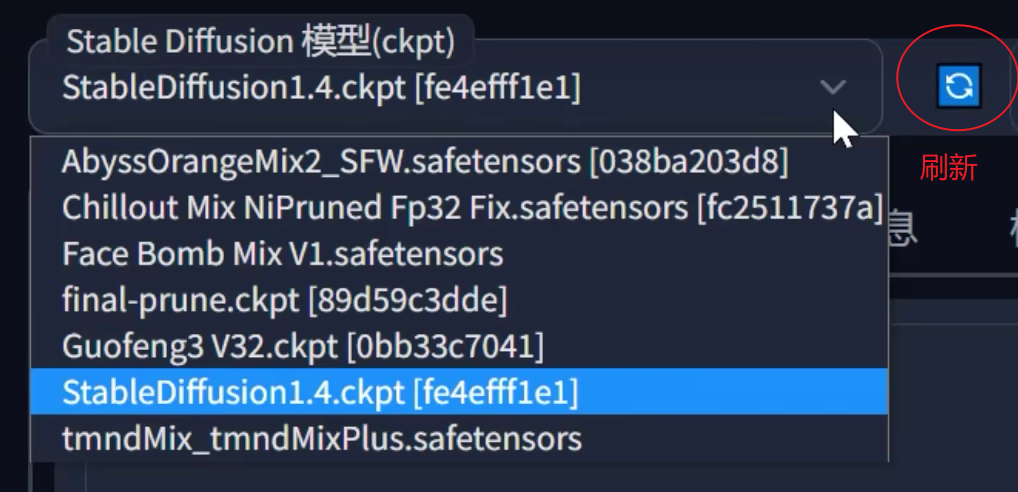 Stable Diffusion 模型(ckpt)
StableDiffusion1.4.ckpt [fe4efff1e1]
刷新
AbyssOrangeMix2_SFW.safetensors [038ba203d8]
Chillout Mix NiPruned Fp32 Fix.safetensors [fc2511737a]
息
Face Bomb Mix V1.safetensors
final-prune.ckpt [89d59c3dde]
Guofeng3 V32.ckpt [0bb33c7041]
StableDiffusion1.4.ckpt [fe4efff1e1]
tmndMix_tmndMixPlus.safetensors